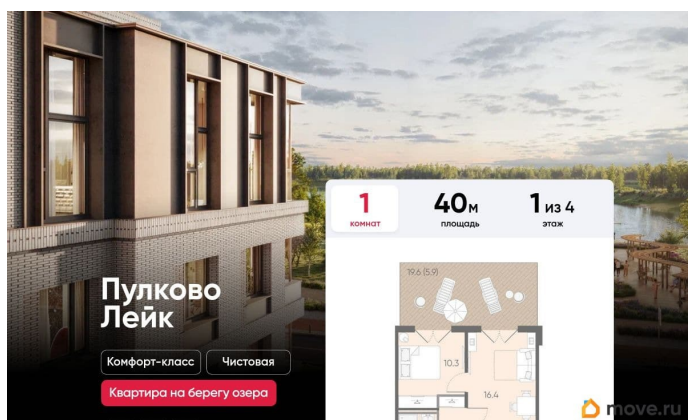 1
комнат
40м
площадь
1 из 4
этаж
19.6 (5.9)
10.3
16.4
Пулково
Лейк
Комфорт-класс
Чистовая
Квартира на берегу озера
move.ru